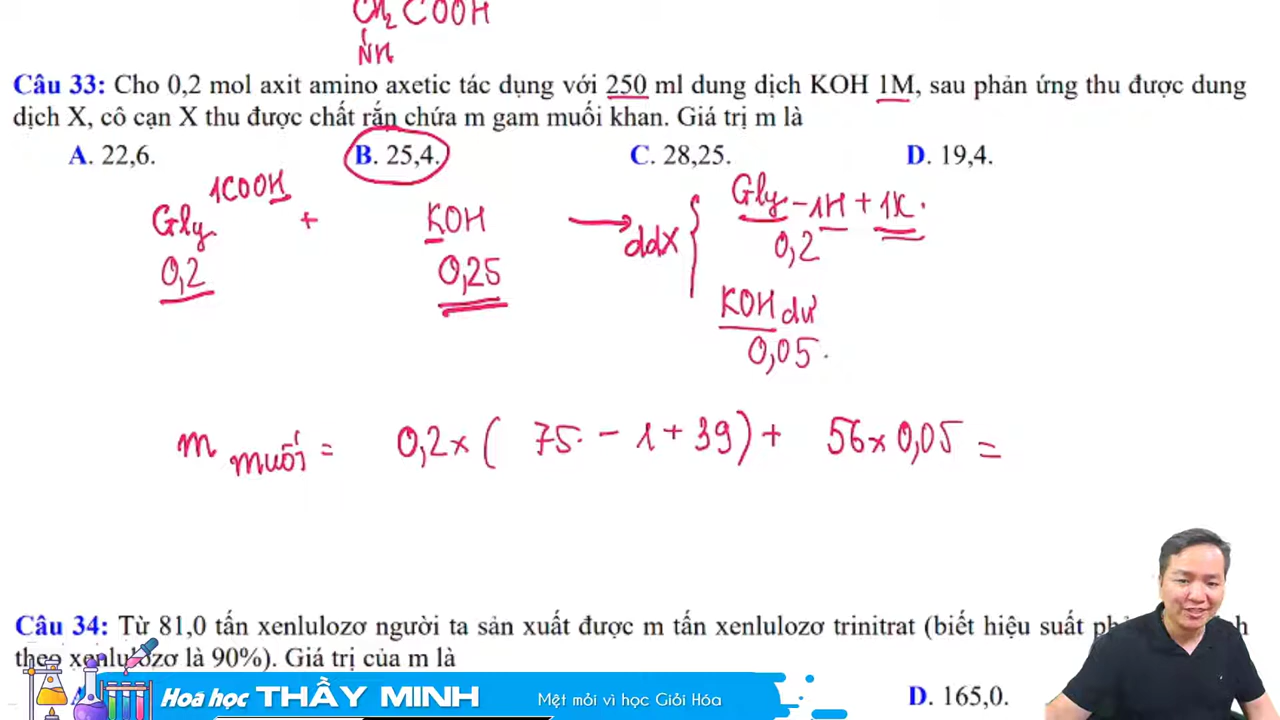 CH₂COOH
NH
Câu 33: Cho 0,2 mol axit amino axetic tác dụng với 250 ml dung dịch KOH 1M, sau phản ứng thu được dung
dịch X, cô cạn X thu được chất rắn chứa m gam muối khan. Giá trị m là
A. 22,6. B. 25,4. C. 28,25. D. 19,4.
1COOH
Gly + KOH → ddX { Gly - 1H + 1K.
0,2 0,25 0,2
KOH dư
0,05.
m muối = 0,2x( 75 - 1 + 39) + 56x0,05 =
Câu 34: Từ 81,0 tấn xenlulozơ người ta sản xuất được m tấn xenlulozơ trinitrat (biết hiệu suất
theo xenlulozơ là 90%). Giá trị của m là
D. 165,0.
Hoá học THẦY MINH Mệt mỏi vì học Giỏi Hóa